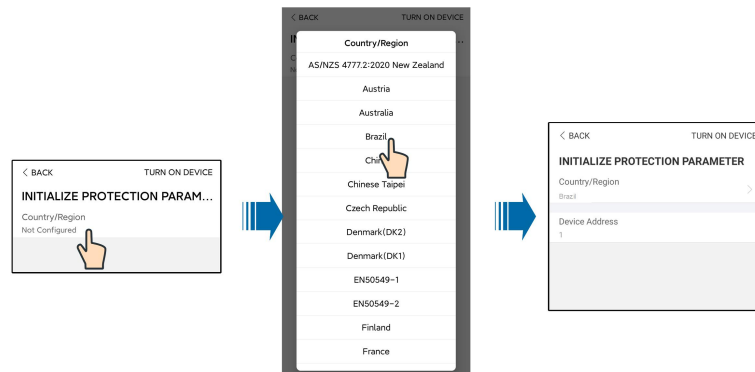 < BACK TURN ON DEVICE
INITIALIZE PROTECTION PARAM...
Country/Region
Not Configured
< BACK TURN ON DEVICE
Country/Region
AS/NZS 4777.2:2020 New Zealand
Austria
Australia
Brazil
Chinese Taipei
Czech Republic
Denmark(DK2)
Denmark(DK1)
EN50549-1
EN50549-2
Finland
France
< BACK TURN ON DEVICE
INITIALIZE PROTECTION PARAMETER
Country/Region
Brazil
Device Address
1